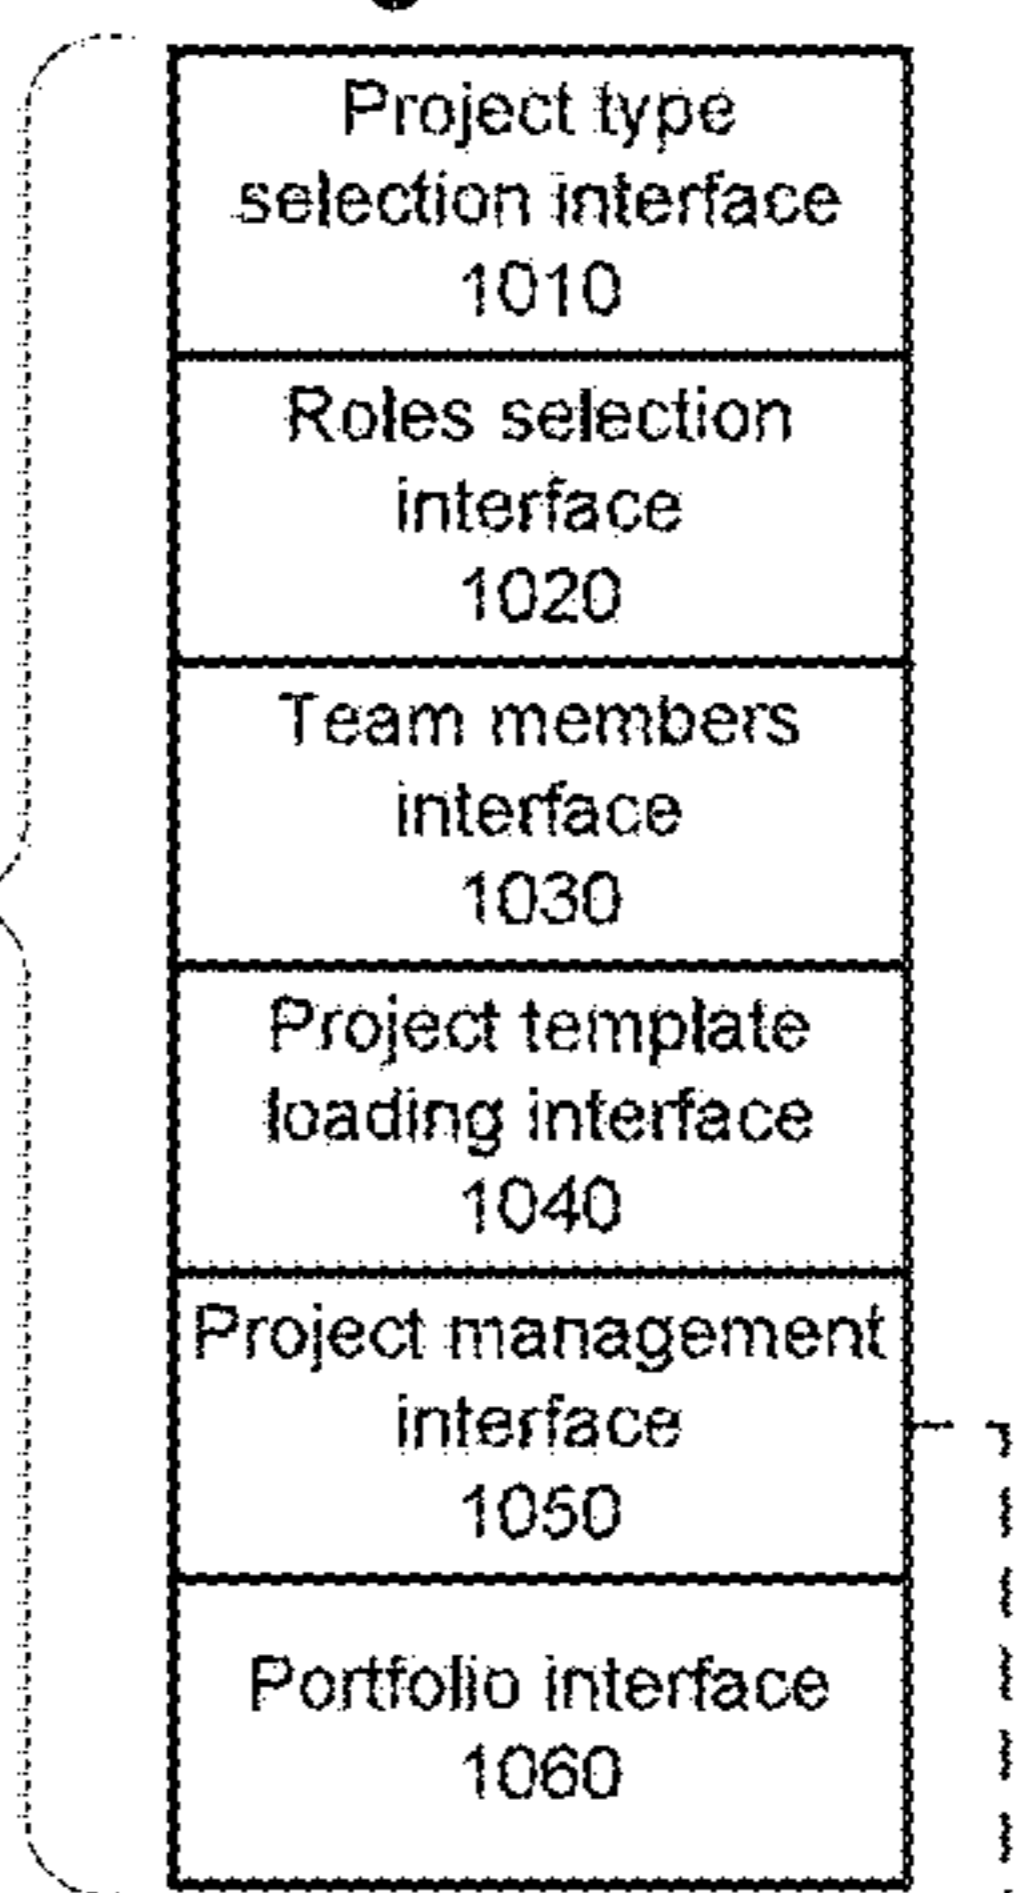 Project type
selection interface
1010
Roles selection
interface
1020
Team members
interface
1030
Project template
loading interface
1040
Project management
interface
1050
Portfolio interface
1060